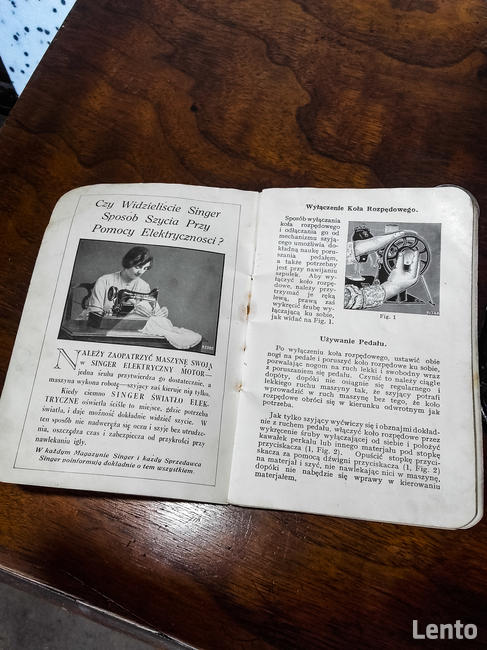 Czy Widzieliście Singer
Sposób Szycia Przy
Pomocy Elektryczności?
NALEŻY ZAOPATRZYĆ MASZYNĘ SWOJĄ
w SINGER ELEKTRYCZNY MOTOR—
jedna śruba przytwierdza go dostatecznie, a
maszyna wykona robotę—szyjący zaś kieruje nią tylko.
Kiedy ciemno SINGER ŚWIATŁO ELEK-
TRYCZNE oświetla ściśle to miejsce, gdzie potrzeba
światła, i daje możność dokładnie widzieć szycie. W
ten sposób nie nadweręża się oczu i szyje bez utrudze-
nia, oszczędza czas i zabezpiecza od przykrości przy
nawlekaniu igły.
W każdym Magazynie Singer i każdy Sprzedawca
Singer poinformują dokładnie o tem wszystkiem
Wyłączenie Koła Rozpędowego.
Sposób wyłączania
koła rozpędowego
i odłączania go od
mechanizmu szyją-
cego umożliwia do-
kładną naukę poru-
szania pedałem,
a także potrzebny
jest przy nawijaniu
szpulek. Aby wy-
łączyć koło rozpę-
dowe, należy przy-
trzymać je ręką
lewą, prawą zaś
wykręcić śrubę wy-
łączającą ku sobie,
jak widać na Fig. 1.
Fig. 1
Używanie Pedału.
Po wyłączeniu koła rozpędowego, ustawić obie
nogi na pedale i poruszyć koło rozpędowe ku sobie,
pozwalając nogom na ruch lekki i swobodny wraz
z poruszaniem się pedału. Czynić to należy ciągle
dopóty, dopóki nie osiągnie się regularnego i
lekkiego ruchu maszyny tak, że szyjący potrafi
wprowadzić w ruch maszynę bez tego, że koło
rozpędowe obróci się w kierunku odwrotnym jak
potrzeba.
Jak tylko szyjący wyćwiczy się i obznajmi dokład-
nie z ruchem pedału, włączyć koło rozpędowe przez
wykręcenie śruby wyłączającej od siebie i położyć
kawałek perkalu lub innego materjału pod stopkę
przyciskacza (1, Fig. 2). Opuścić stopkę przyci-
skacza za pomocą dźwigni przyciskacza (1, Fig. 2)
na materjał i szyć, nie nawlekając nici w maszynę,
dopóki nie nabędzie się wprawy w kierowaniu
materjałem,
Lento